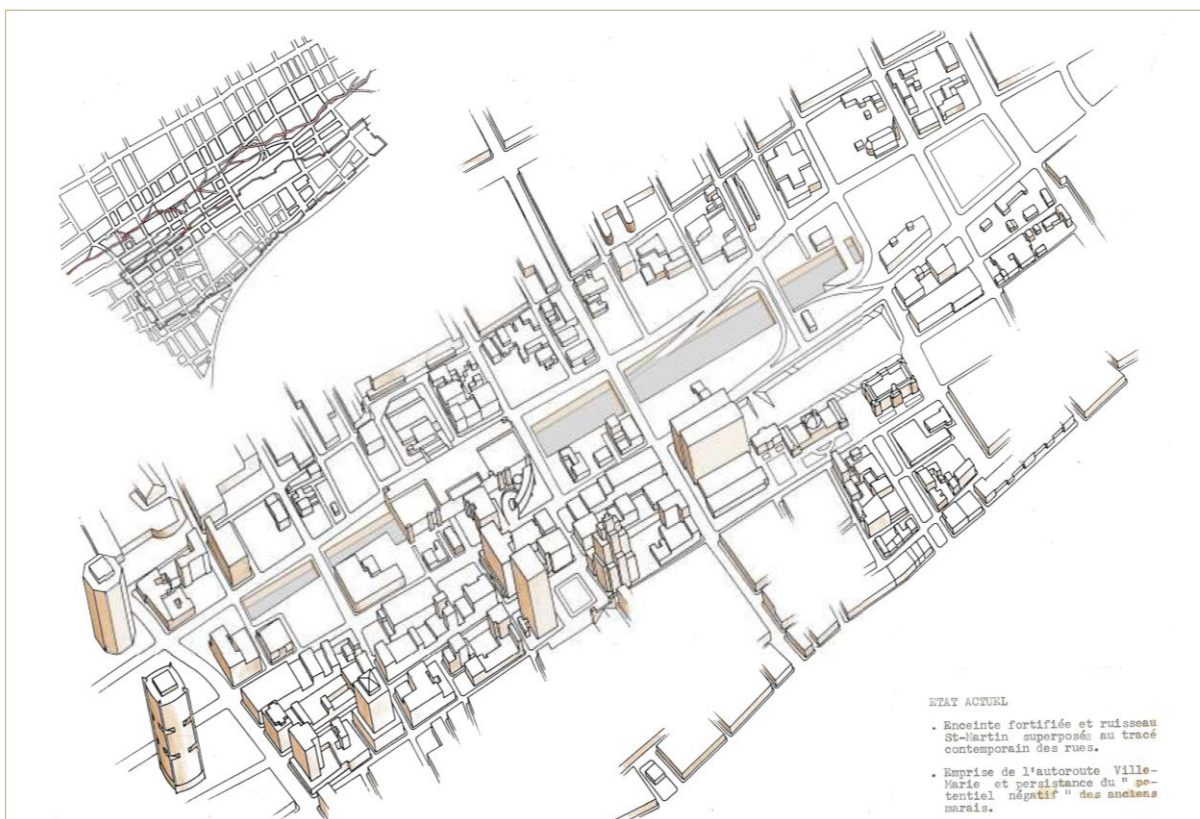 ETAT ACTUEL
. Enceinte fortifiée et ruisseau
St-Martin superposés au tracé
contemporain des rues.
. Emprise de l'autoroute Ville-
Marie et persistance du " po-
tentiel négatif " des anciens
marais.